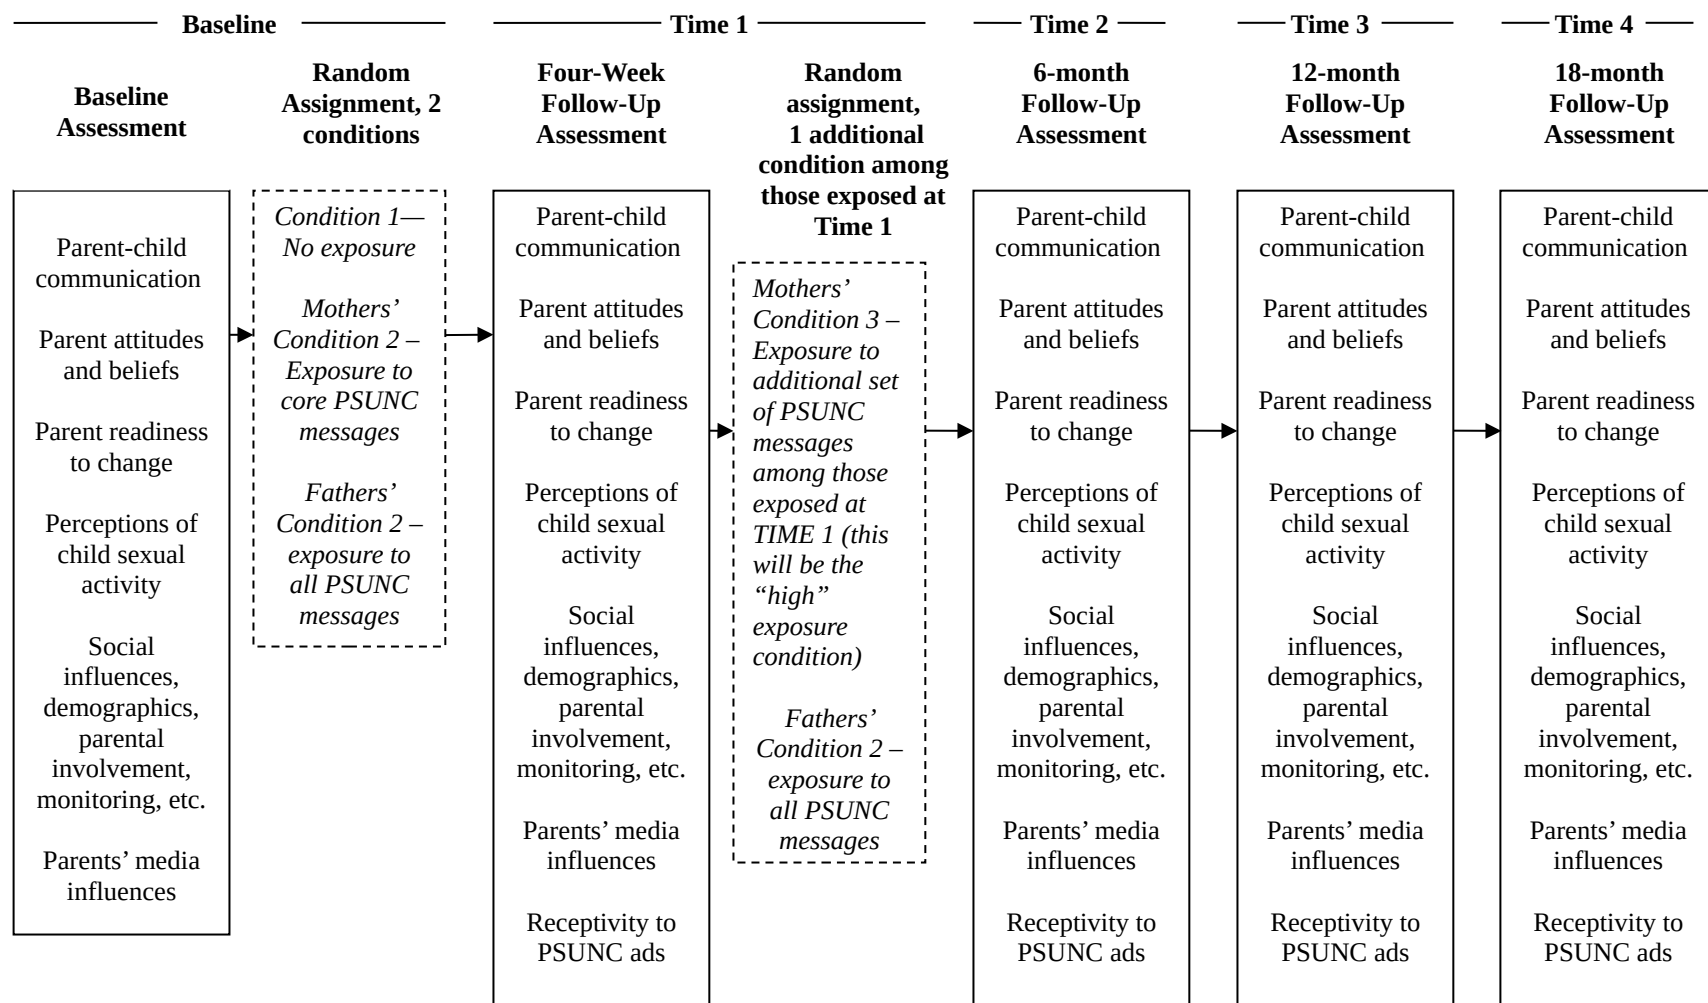 Baseline
Time 1
Time 2
Time 3
Time 4
Baseline
Assessment
Random
Assignment, 2
conditions
Four-Week
Follow-Up
Assessment
Random
assignment,
1 additional
condition among
those exposed at
Time 1
6-month
Follow-Up
Assessment
12-month
Follow-Up
Assessment
18-month
Follow-Up
Assessment
Parent-child
communication
Parent attitudes
and beliefs
Parent readiness
to change
Perceptions of
child sexual
activity
Social
influences,
demographics,
parental
involvement,
monitoring, etc.
Parents’ media
influences
Condition 1—
No exposure
Mothers’
Condition 2 –
Exposure to
core PSUNC
messages
Fathers’
Condition 2 –
exposure to
all PSUNC
messages
Parent-child
communication
Parent attitudes
and beliefs
Parent readiness
to change
Perceptions of
child sexual
activity
Social
influences,
demographics,
parental
involvement,
monitoring, etc.
Parents’ media
influences
Receptivity to
PSUNC ads
Mothers’
Condition 3 –
Exposure to
additional set
of PSUNC
messages
among those
exposed at
TIME 1 (this
will be the
“high”
exposure
condition)
Fathers’
Condition 2 –
exposure to
all PSUNC
messages
Parent-child
communication
Parent attitudes
and beliefs
Parent readiness
to change
Perceptions of
child sexual
activity
Social
influences,
demographics,
parental
involvement,
monitoring, etc.
Parents’ media
influences
Receptivity to
PSUNC ads
Parent-child
communication
Parent attitudes
and beliefs
Parent readiness
to change
Perceptions of
child sexual
activity
Social
influences,
demographics,
parental
involvement,
monitoring, etc.
Parents’ media
influences
Receptivity to
PSUNC ads
Parent-child
communication
Parent attitudes
and beliefs
Parent readiness
to change
Perceptions of
child sexual
activity
Social
influences,
demographics,
parental
involvement,
monitoring, etc.
Parents’ media
influences
Receptivity to
PSUNC ads